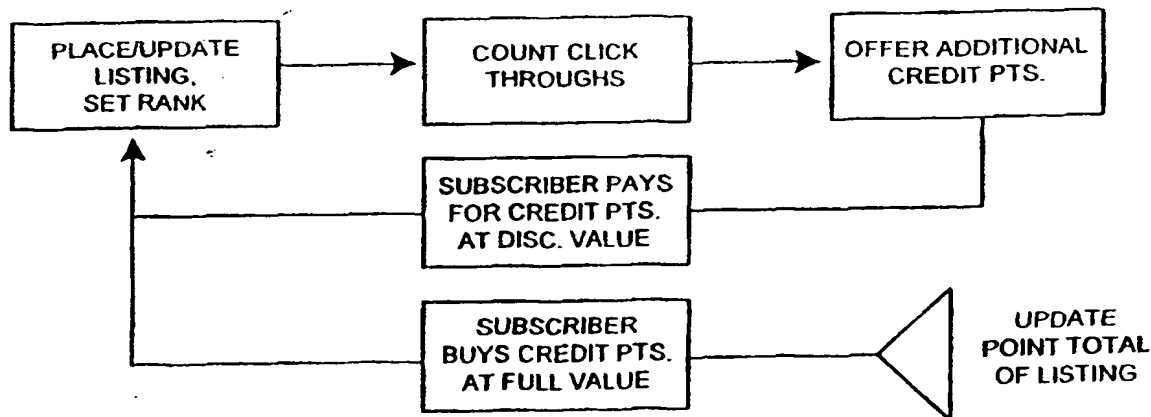 PLACE/UPDATE
LISTING,
SET RANK
COUNT CLICK
THROUGHS
OFFER ADDITIONAL
CREDIT PTS.
SUBSCRIBER PAYS
FOR CREDIT PTS.
AT DISC. VALUE
SUBSCRIBER
BUYS CREDIT PTS.
AT FULL VALUE
UPDATE
POINT TOTAL
OF LISTING